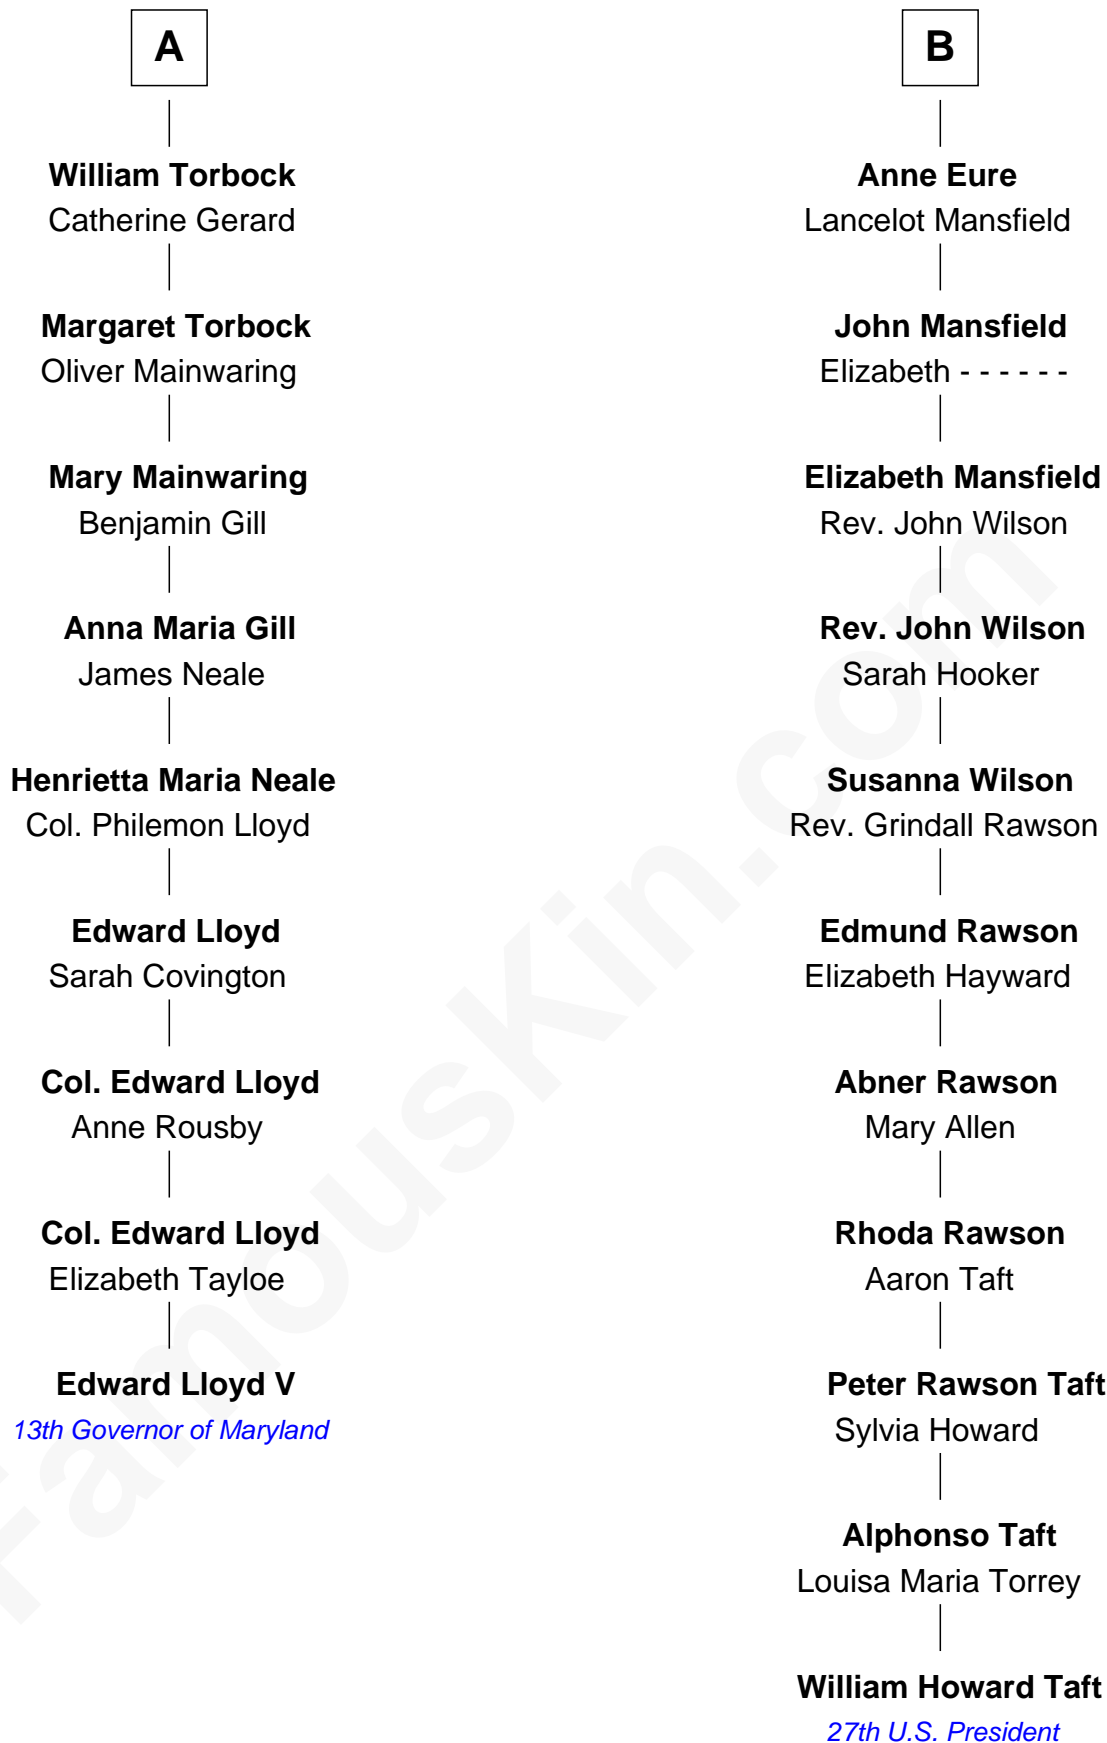 A
William Torbock
Catherine Gerard
Margaret Torbock
Oliver Mainwaring
Mary Mainwaring
Benjamin Gill
Anna Maria Gill
James Neale
Henrietta Maria Neale
Col. Philemon Lloyd
Edward Lloyd
Sarah Covington
Col. Edward Lloyd
Anne Rousby
Col. Edward Lloyd
Elizabeth Tayloe
Edward Lloyd V
13th Governor of Maryland
B
Anne Eure
Lancelot Mansfield
John Mansfield
Elizabeth - - - - - -
Elizabeth Mansfield
Rev. John Wilson
Rev. John Wilson
Sarah Hooker
Susanna Wilson
Rev. Grindall Rawson
Edmund Rawson
Elizabeth Hayward
Abner Rawson
Mary Allen
Rhoda Rawson
Aaron Taft
Peter Rawson Taft
Sylvia Howard
Alphonso Taft
Louisa Maria Torrey
William Howard Taft
27th U.S. President
FamousKin.com